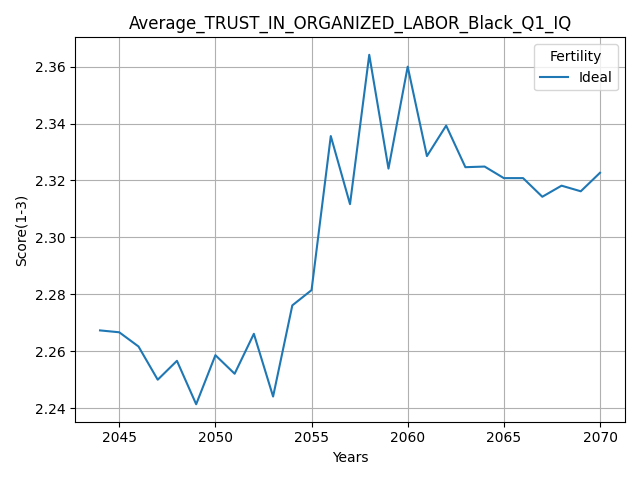 Average_TRUST_IN_ORGANIZED_LABOR_Black_Q1_IQ
Fertility
Ideal
2.36
2.34
2.32
2.30
2.28
2.26
2.24
Score(1-3)
2045 2050 2055 2060 2065 2070
Years